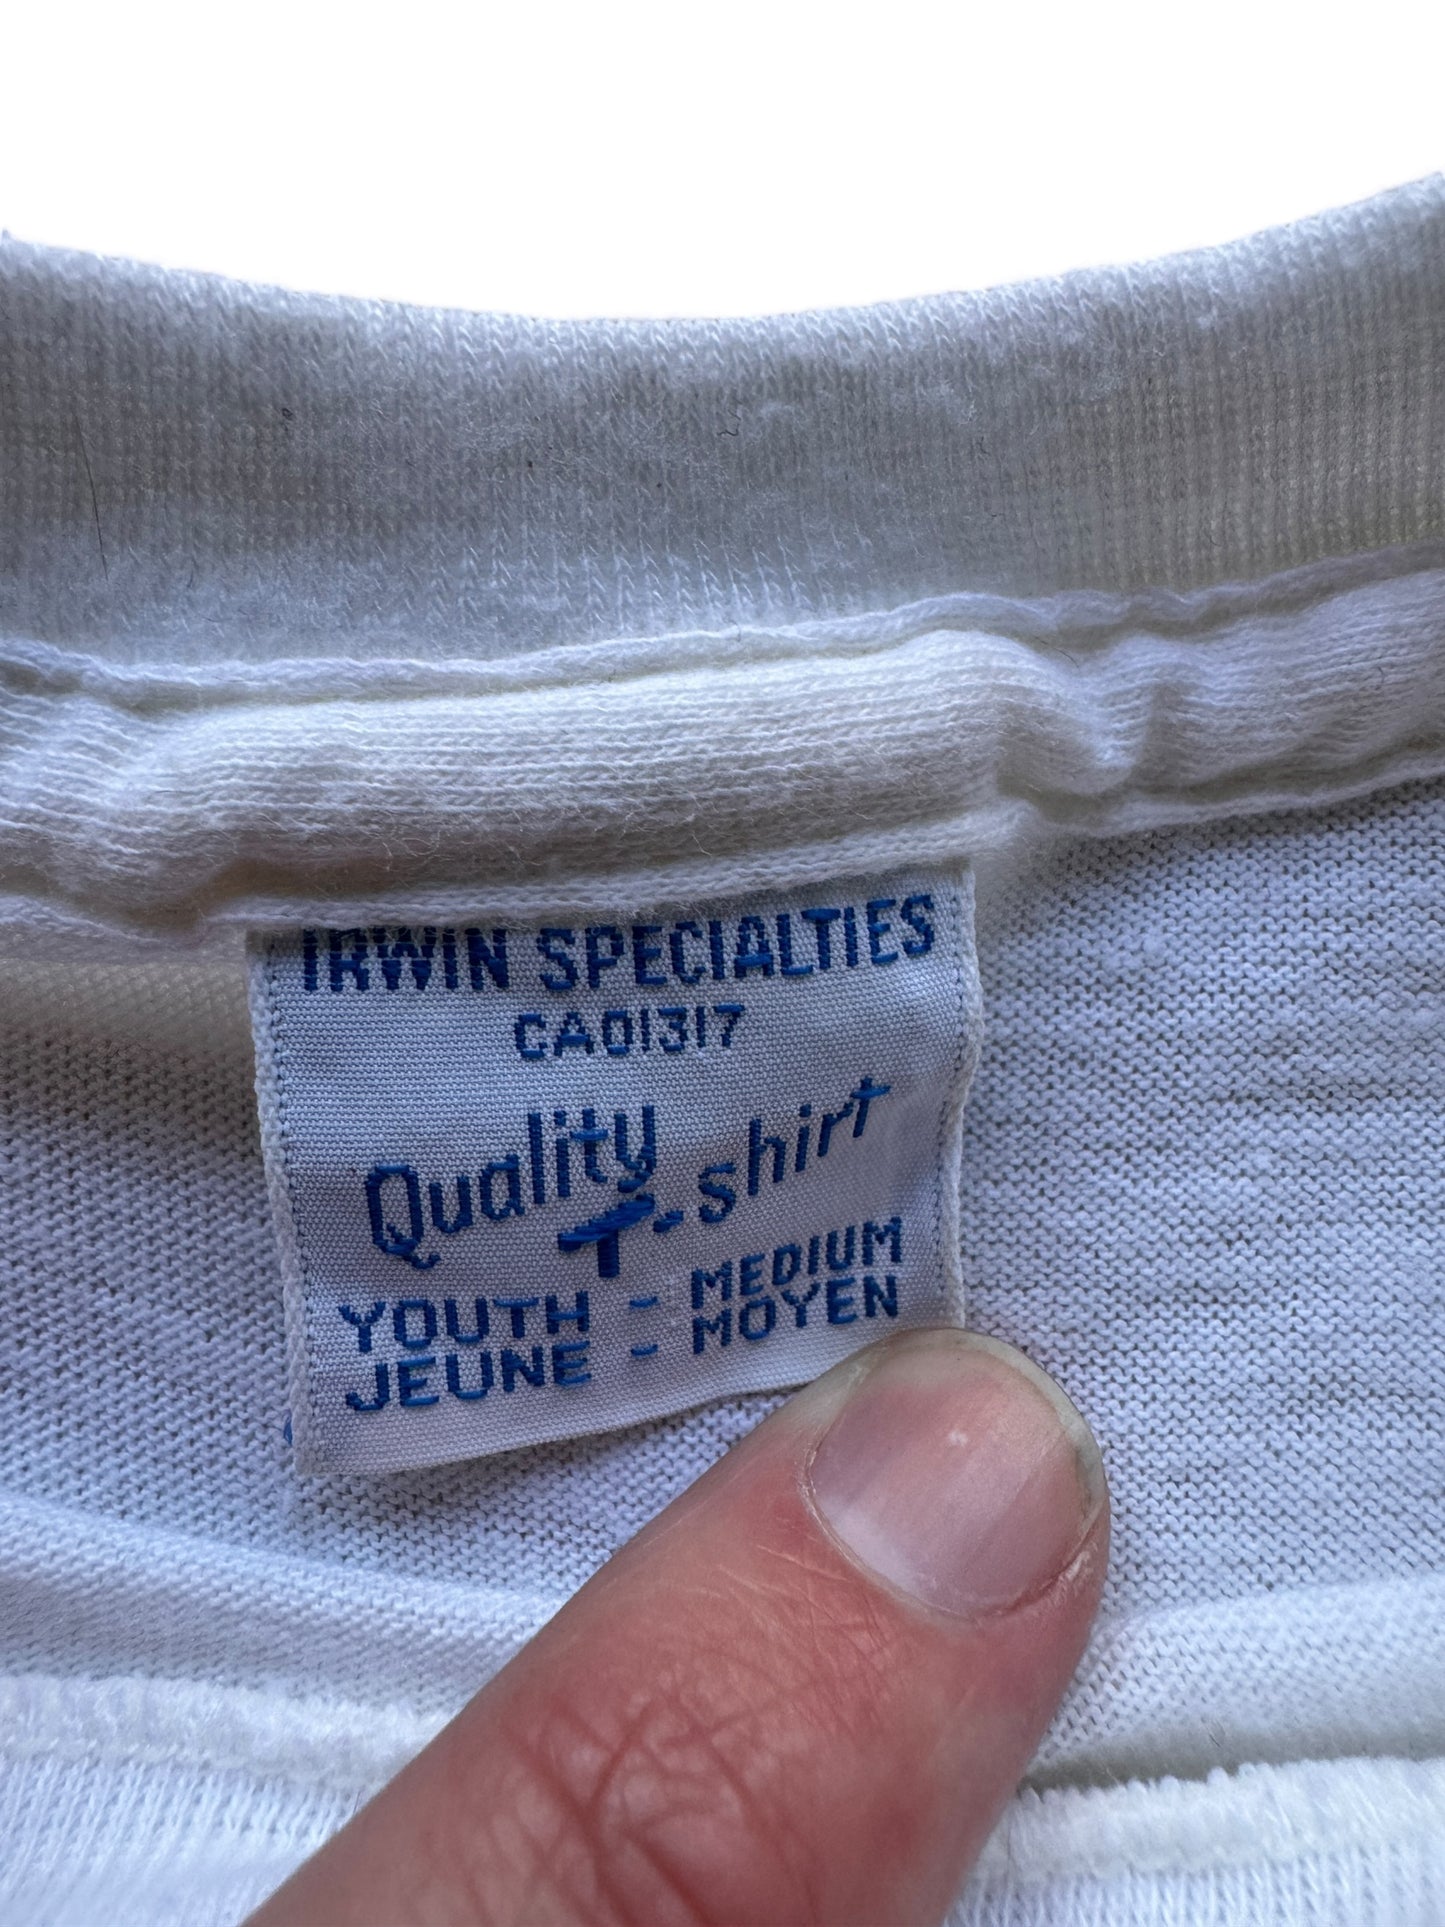 IRWIN SPECIALTIES
CA01317
Quality
T-shirt
YOUTH - MEDIUM
JEUNE - MOYEN